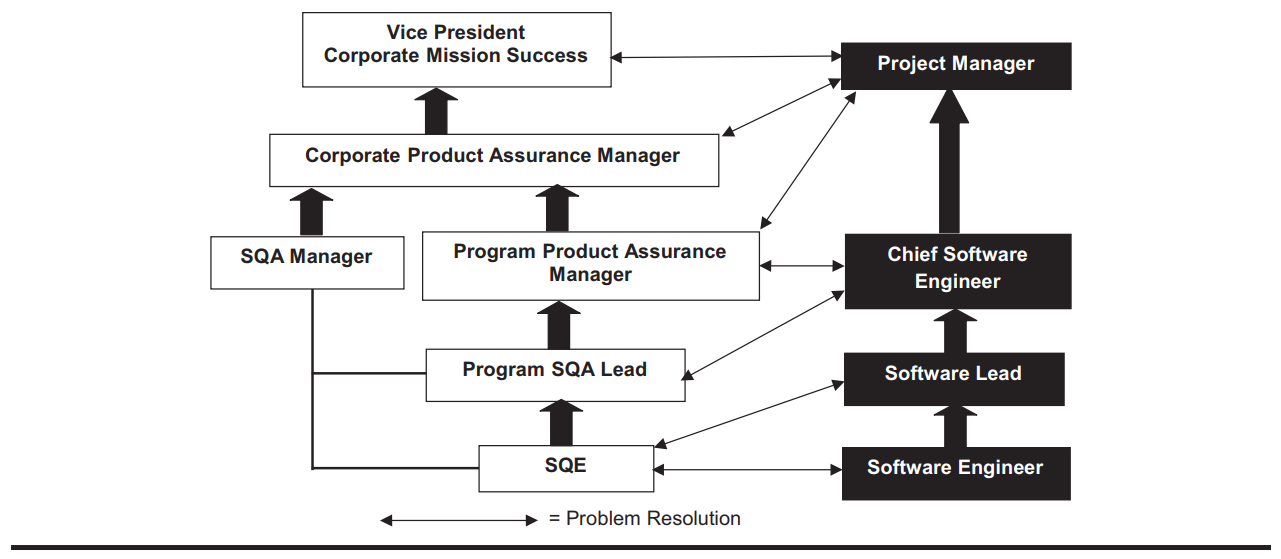 Vice President
Corporate Mission Success
Project Manager
Corporate Product Assurance Manager
SQA Manager
Program Product Assurance
Manager
Chief Software
Engineer
Program SQA Lead
Software Lead
SQE
Software Engineer
= Problem Resolution